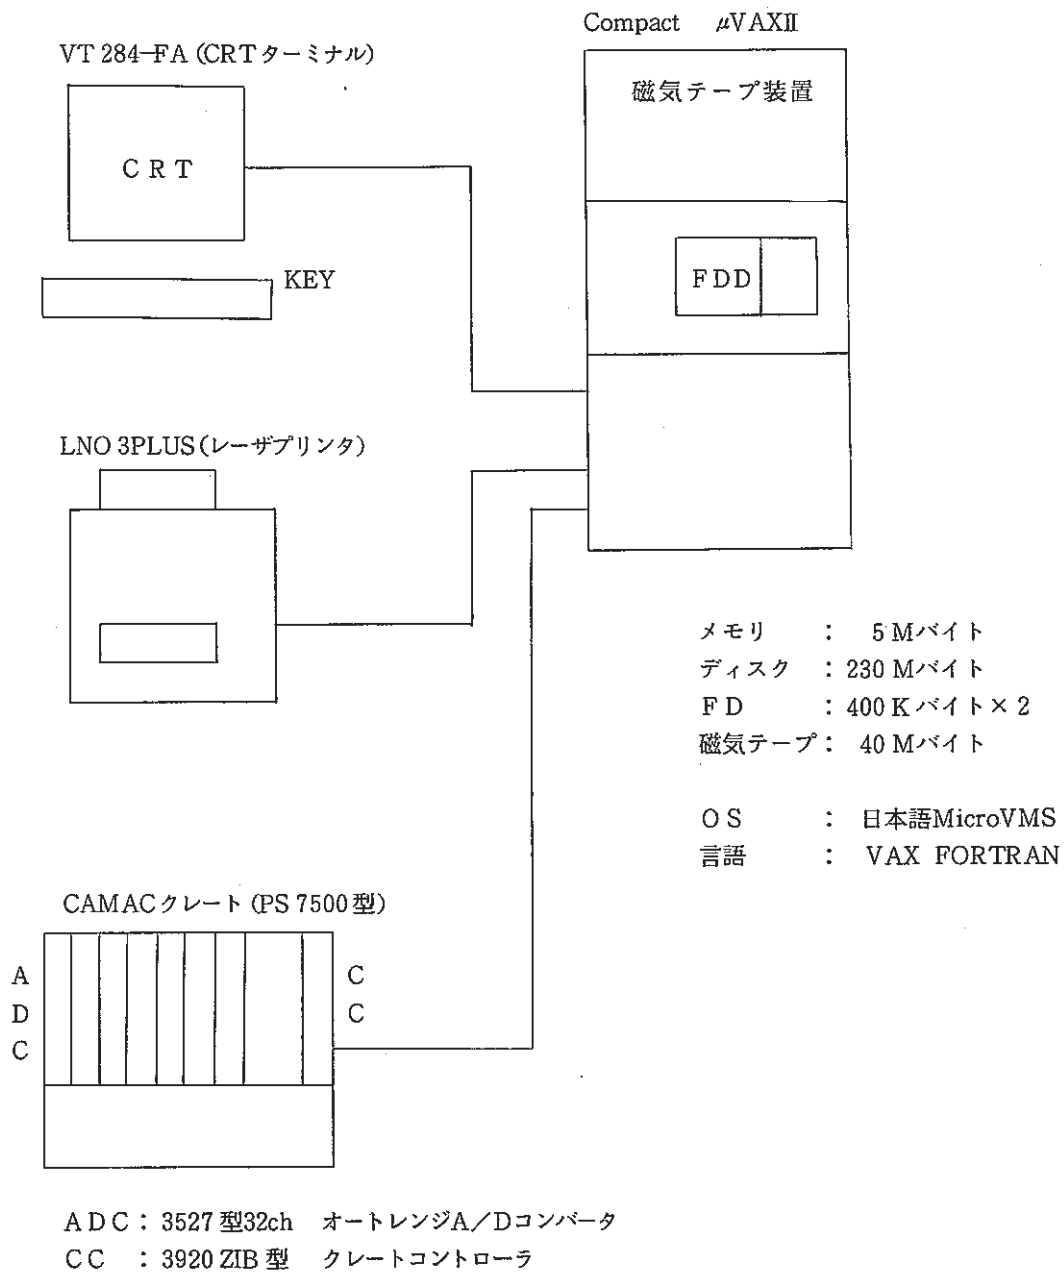 Compact μVAXII
VT 284-FA (CRTターミナル)
磁気テープ装置
CRT
FDD
KEY
LNO 3PLUS(レーザプリンタ)
メモリ : 5 Mバイト
ディスク : 230 Mバイト
FD : 400 Kバイト×2
磁気テープ: 40 Mバイト
OS : 日本語MicroVMS
言語 : VAX FORTRAN
CAMACクレート (PS 7500型)
A
D
C
C
C
ADC: 3527型32ch オートレンジA/Dコンバータ
CC : 3920 ZIB型 クレートコントローラ